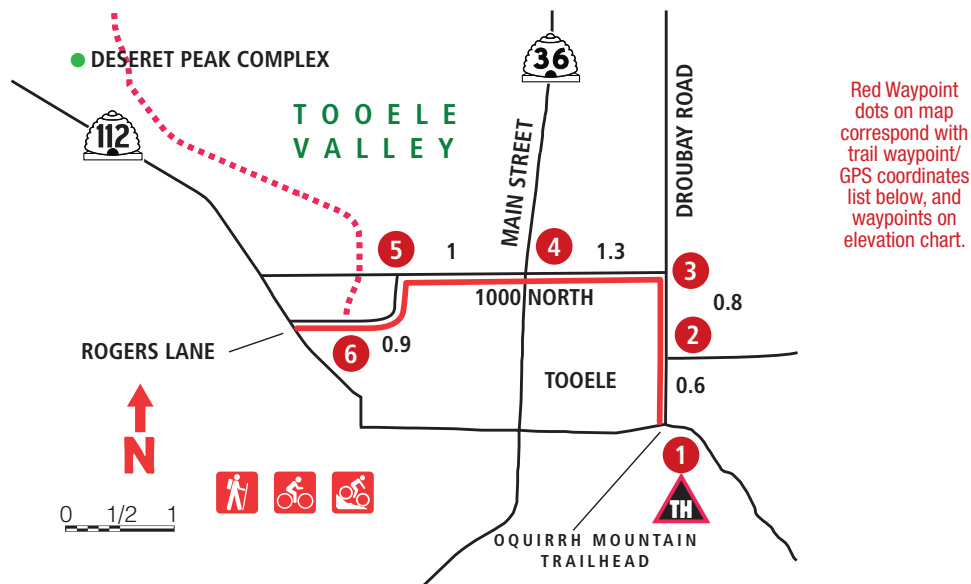 DESERET PEAK COMPLEX
36
112
TOOELE
VALLEY
MAIN STREET
DROUBAY ROAD
Red Waypoint
dots on map
correspond with
trail waypoint/
GPS coordinates
list below, and
waypoints on
elevation chart.
5
1
4
1.3
3
1000 NORTH
0.8
2
ROGERS LANE
6
0.9
TOOELE
0.6
N
1
TH
0 1/2 1
OQUIRRH MOUNTAIN
TRAILHEAD